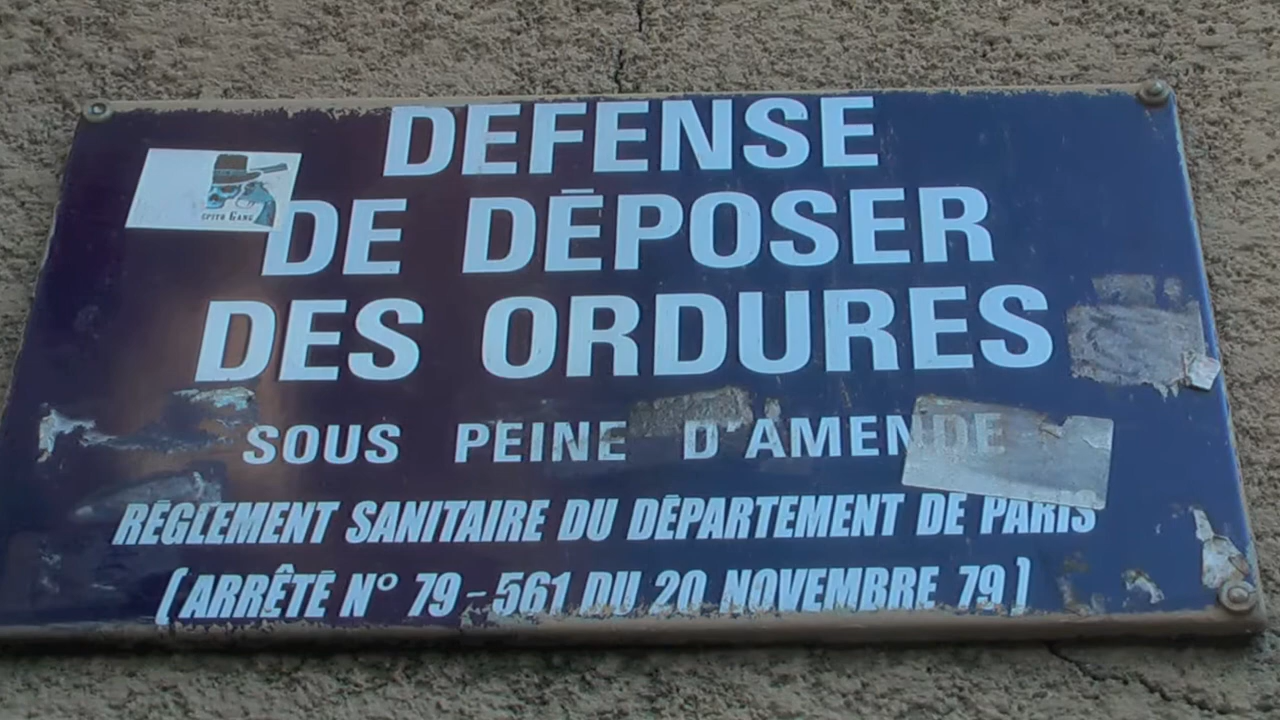 DEFENSE
DE DÉPOSER
DES ORDURES
SOUS PEINE D'AMENDE
RÉGLEMENT SANITAIRE DU DÉPARTEMENT DE PARIS
(ARRÊTÉ N° 79-561 DU 20 NOVEMBRE 79)